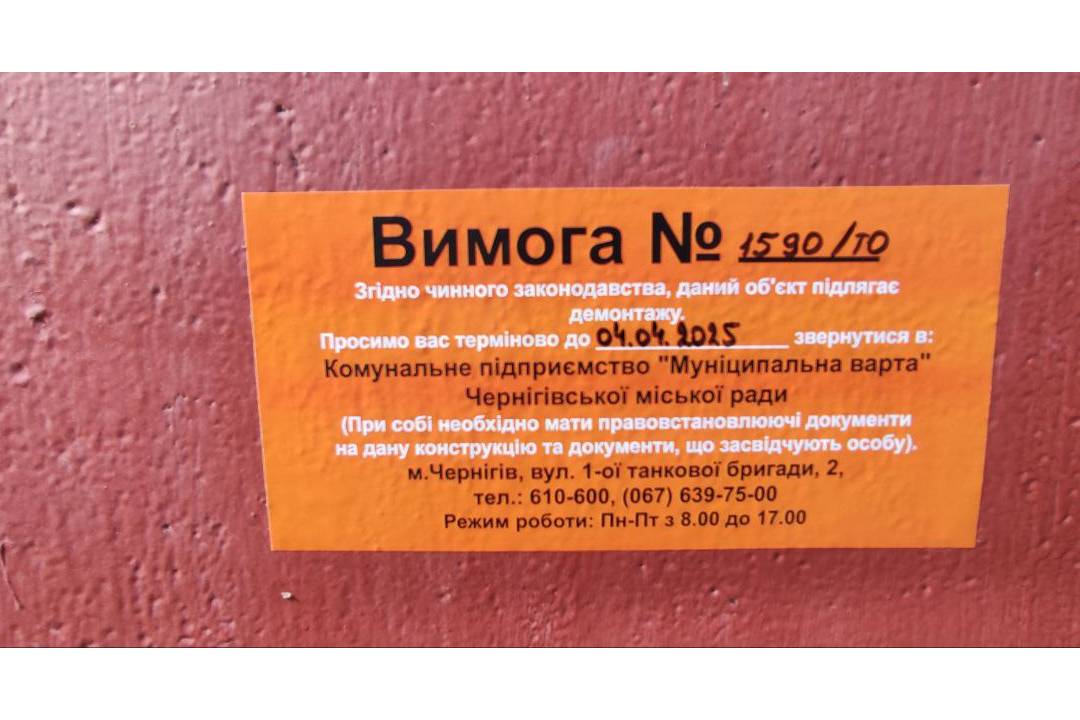 Вимога № 1590/ТО
Згідно чинного законодавства, даний об'єкт підлягає
демонтажу.
Просимо вас терміново до 04.04.2025 звернутися в:
Комунальне підприємство "Муніципальна варта"
Чернігівської міської ради
(При собі необхідно мати правовстановлюючі документи
на дану конструкцію та документи, що засвідчують особу).
м.Чернігів, вул. 1-ої танкової бригади, 2,
тел.: 610-600, (067) 639-75-00
Режим роботи: Пн-Пт з 8.00 до 17.00